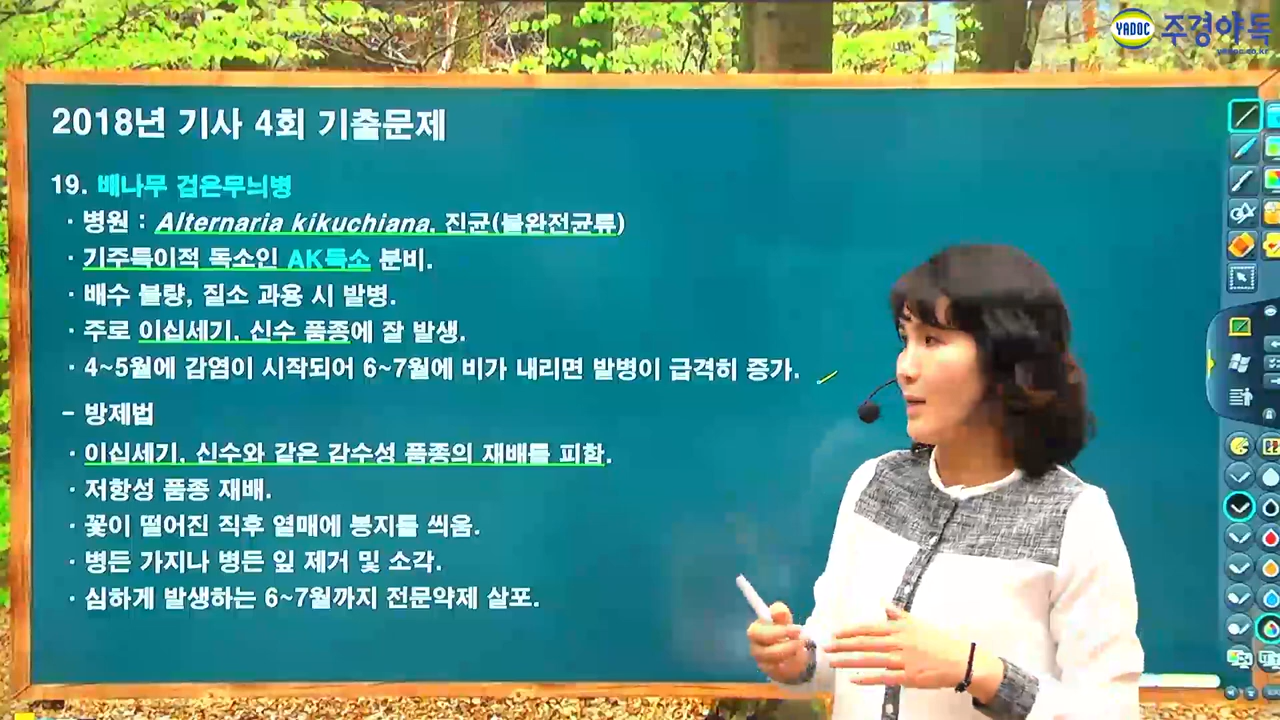 YADOC 주경야독
yadoc.co.kr
2018년 기사 4회 기출문제
19. 배나무 검은무늬병
· 병원 : Alternaria kikuchiana, 진균(불완전균류)
· 기주특이적 독소인 AK독소 분비.
· 배수 불량, 질소 과용 시 발병.
· 주로 이십세기, 신수 품종에 잘 발생.
· 4~5월에 감염이 시작되어 6~7월에 비가 내리면 발병이 급격히 증가.
- 방제법
· 이십세기, 신수와 같은 감수성 품종의 재배를 피함.
· 저항성 품종 재배.
· 꽃이 떨어진 직후 열매에 봉지를 씌움.
· 병든 가지나 병든 잎 제거 및 소각.
· 심하게 발생하는 6~7월까지 전문약제 살포.